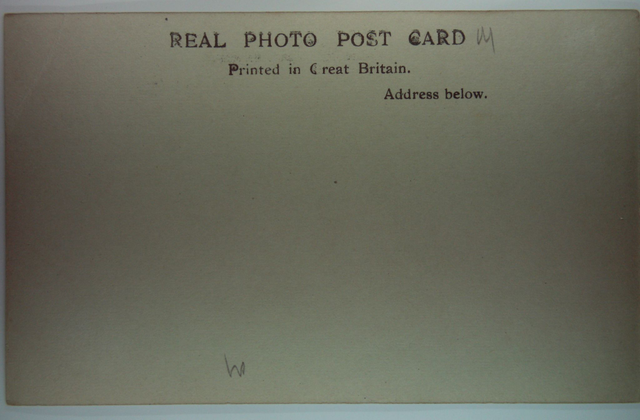 REAL PHOTO POST CARD
Printed in Great Britain.
Address below.